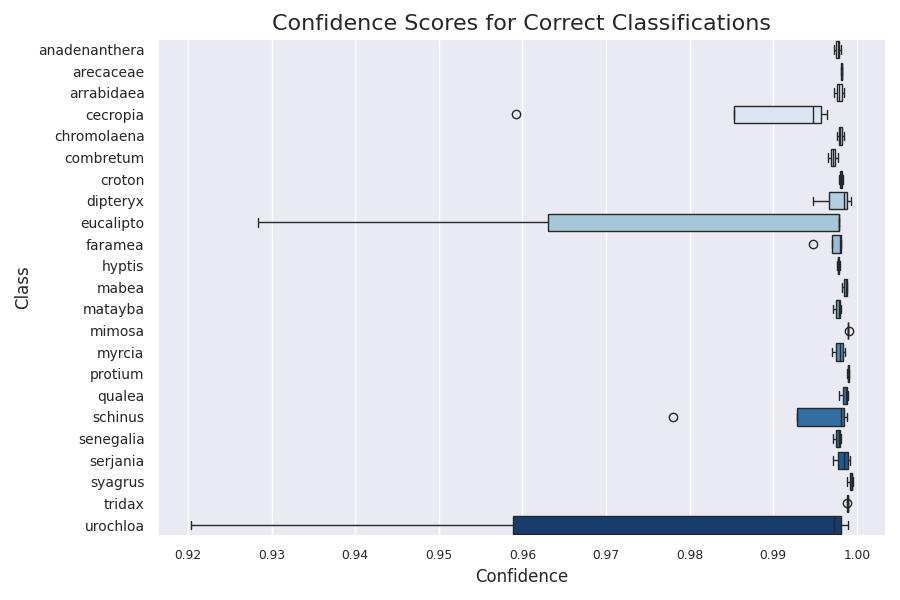 Confidence Scores for Correct Classifications
anadenanthera
arecaceae
arrabidaea
cecropia
chromolaena
combretum
croton
dipteryx
eucalipto
faramea
hyptis
mabea
matayba
mimosa
myrcia
protium
qualea
schinus
senegalia
serjania
syagrus
tridax
urochloa
Class
0.92 0.93 0.94 0.95 0.96 0.97 0.98 0.99 1.00
Confidence